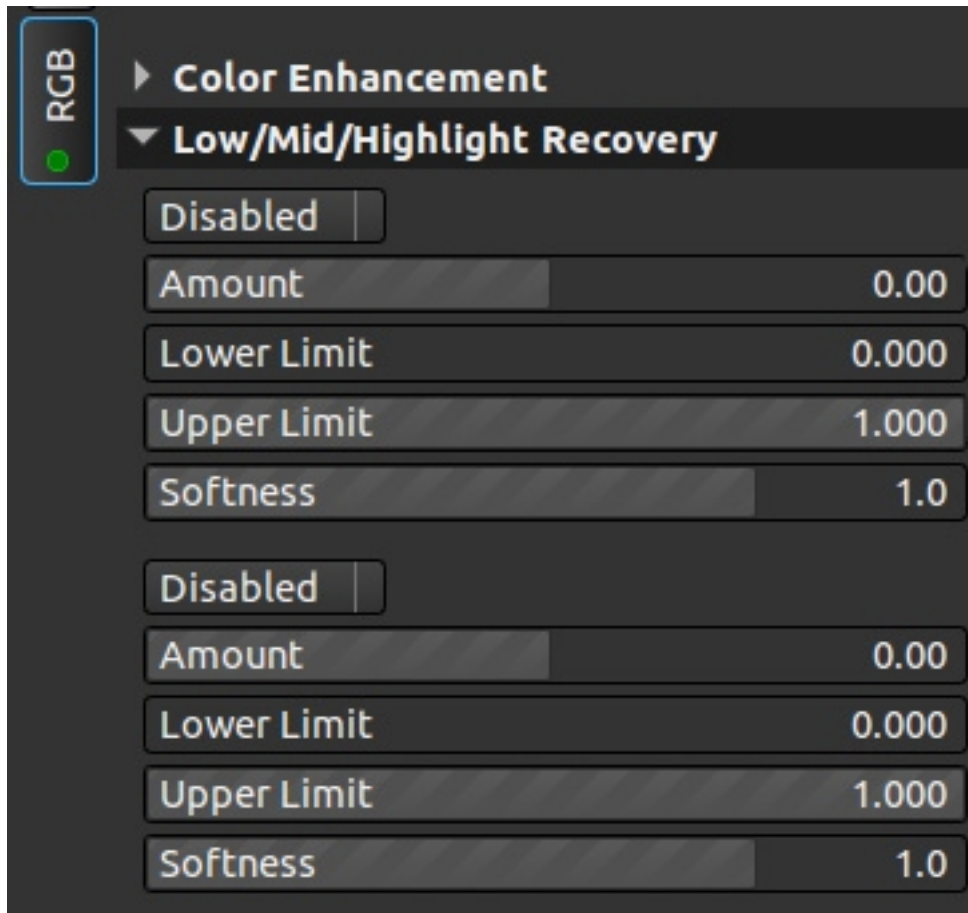 RGB
Color Enhancement
Low/Mid/Highlight Recovery
Disabled
Amount 0.00
Lower Limit 0.000
Upper Limit 1.000
Softness 1.0
Disabled
Amount 0.00
Lower Limit 0.000
Upper Limit 1.000
Softness 1.0